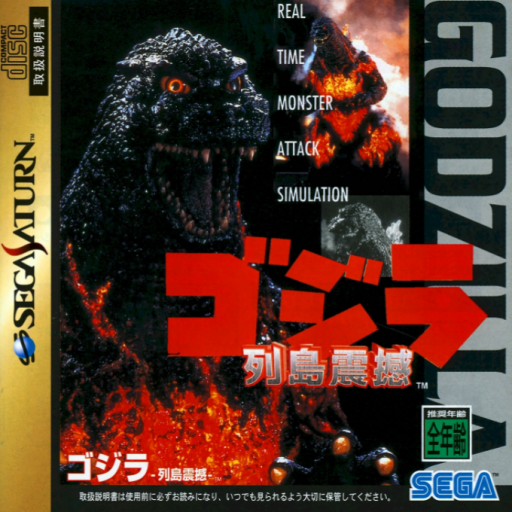 COMPACT
disc
取扱説明書
SEGA SATURN™
REAL
TIME
MONSTER
ATTACK
SIMULATION
GODZILLA
ゴジラ
列島震撼™
ゴジラ -列島震撼-™
推奨年齢
全年齢
SEGA
取扱説明書は使用前に必ずお読みになり、いつでも見られるよう大切に保管してください。